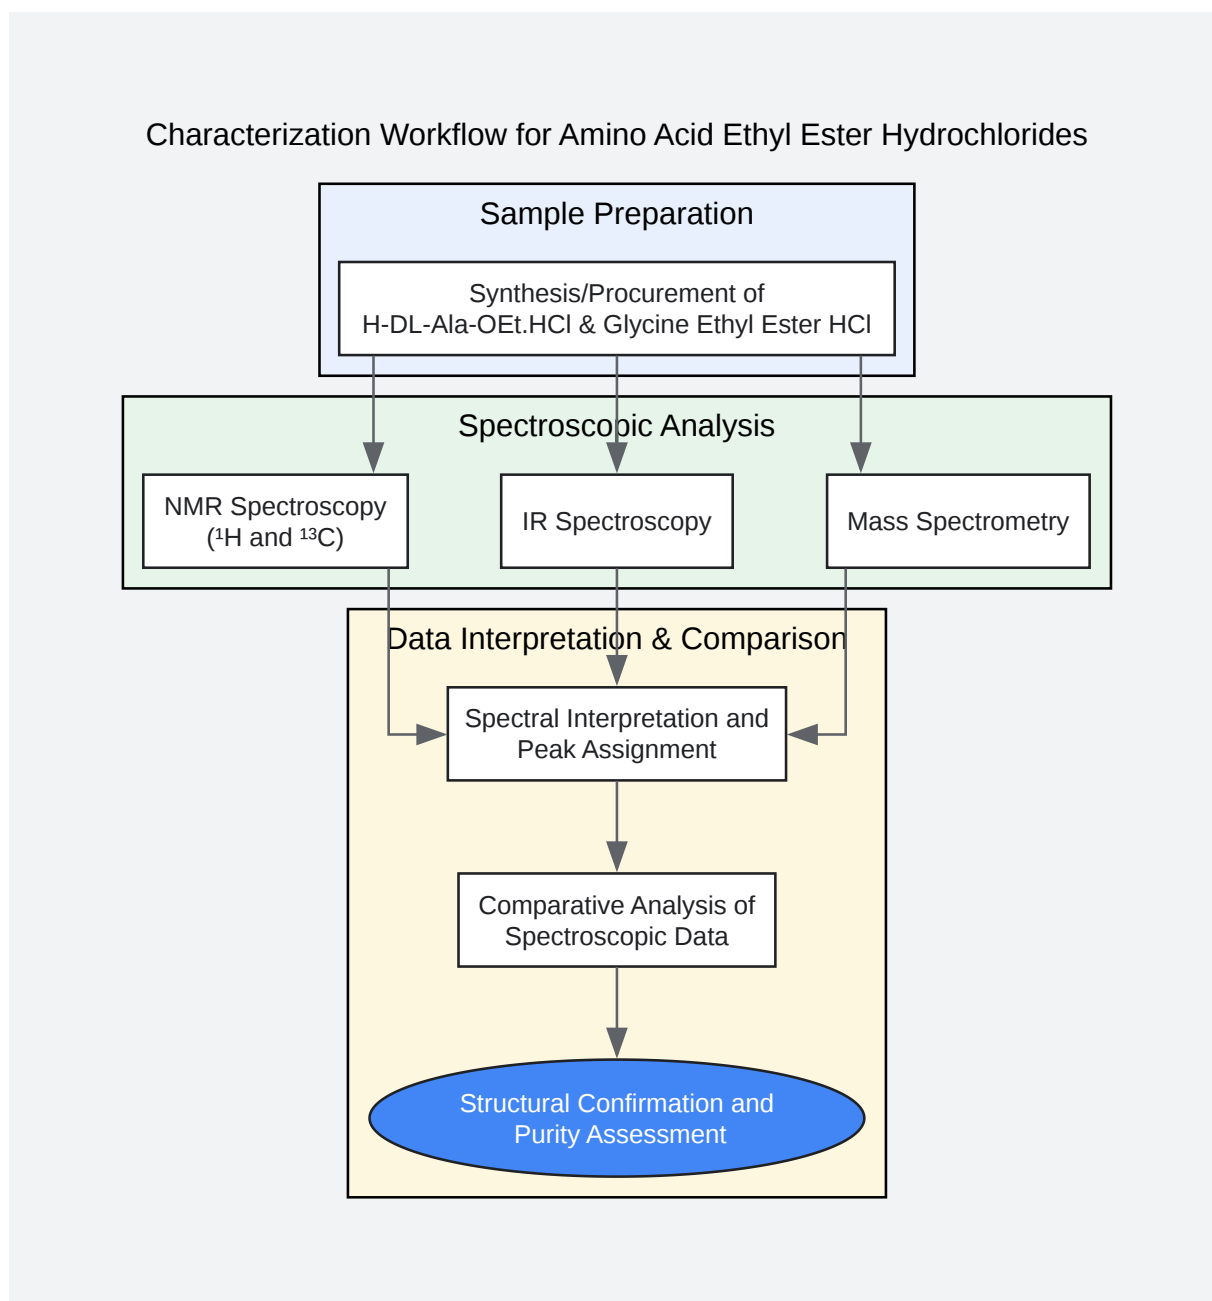 Characterization Workflow for Amino Acid Ethyl Ester Hydrochlorides
Sample Preparation
Synthesis/Procurement of
H-DL-Ala-OEt.HCl & Glycine Ethyl Ester HCl
Spectroscopic Analysis
NMR Spectroscopy
(¹H and ¹³C)
IR Spectroscopy
Mass Spectrometry
Data Interpretation & Comparison
Spectral Interpretation and
Peak Assignment
Comparative Analysis of
Spectroscopic Data
Structural Confirmation and
Purity Assessment